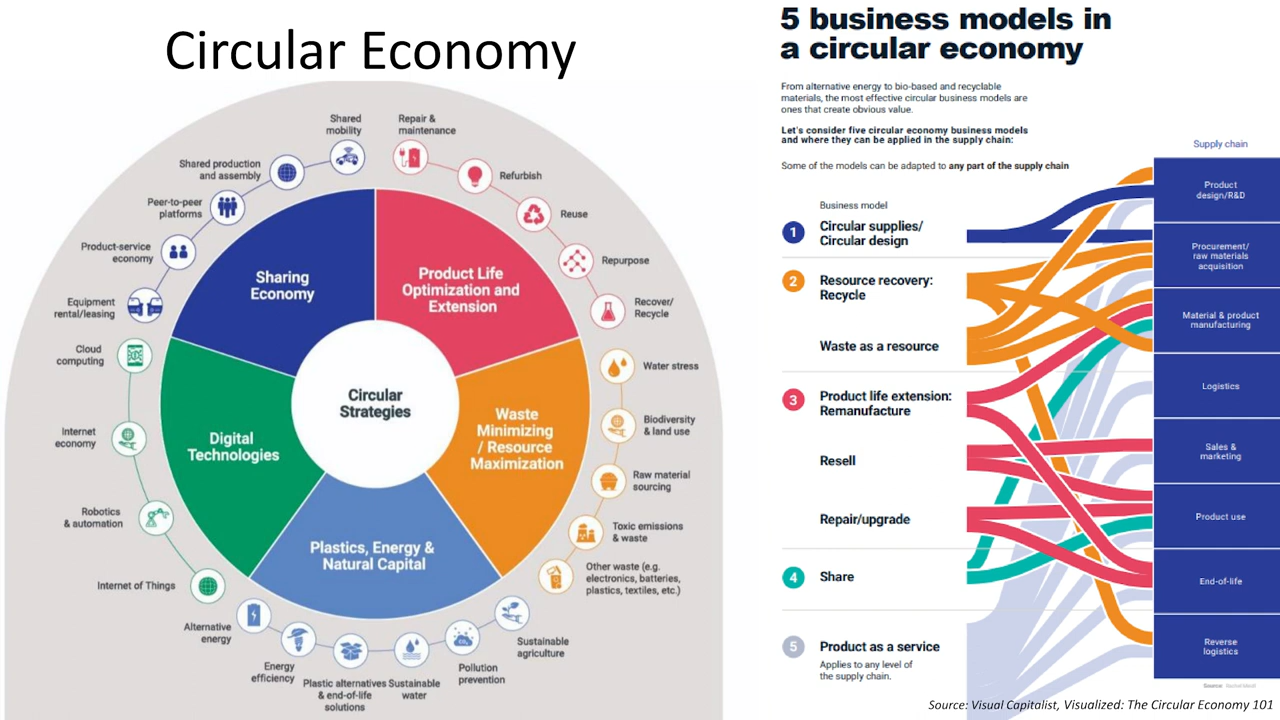 Circular Economy
Shared
mobility
Shared production
and assembly
Peer-to-peer
platforms
Product-service
economy
Equipment
rental/leasing
Cloud
computing
Internet
economy
Robotics
& automation
Internet of Things
Repair &
maintenance
Refurbish
Reuse
Repurpose
Recover/
Recycle
Water stress
Biodiversity
& land use
Raw material
sourcing
Toxic emissions
& waste
Other waste (e.g.
electronics, batteries,
plastics, textiles, etc.)
Alternative
energy
Energy
efficiency
Plastic alternatives
& end-of-life
solutions
Sustainable
water
Pollution
prevention
Sustainable
agriculture
Sharing
Economy
Product Life
Optimization and
Extension
Digital
Technologies
Circular
Strategies
Waste
Minimizing
/ Resource
Maximization
Plastics, Energy &
Natural Capital
5 business models in
a circular economy
From alternative energy to bio-based and recyclable
materials, the most effective circular business models are
ones that create obvious value.
Let's consider five circular economy business models
and where they can be applied in the supply chain:
Some of the models can be adapted to any part of the supply chain
Business model
1 Circular supplies/
Circular design
2 Resource recovery:
Recycle
Waste as a resource
3 Product life extension:
Remanufacture
Resell
Repair/upgrade
4 Share
5 Product as a service
Applies to any level of
the supply chain.
Supply chain
Product
design/R&D
Procurement/
raw materials
acquisition
Material & product
manufacturing
Logistics
Sales &
marketing
Product use
End-of-life
Reverse
logistics
Source:
Source: Visual Capitalist, Visualized: The Circular Economy 101